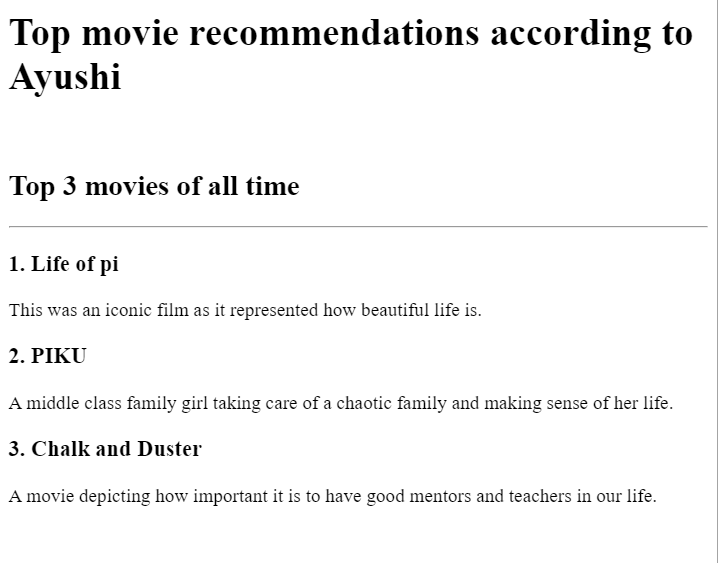 Top movie recommendations according to
Ayushi
Top 3 movies of all time
1. Life of pi
This was an iconic film as it represented how beautiful life is.
2. PIKU
A middle class family girl taking care of a chaotic family and making sense of her life.
3. Chalk and Duster
A movie depicting how important it is to have good mentors and teachers in our life.